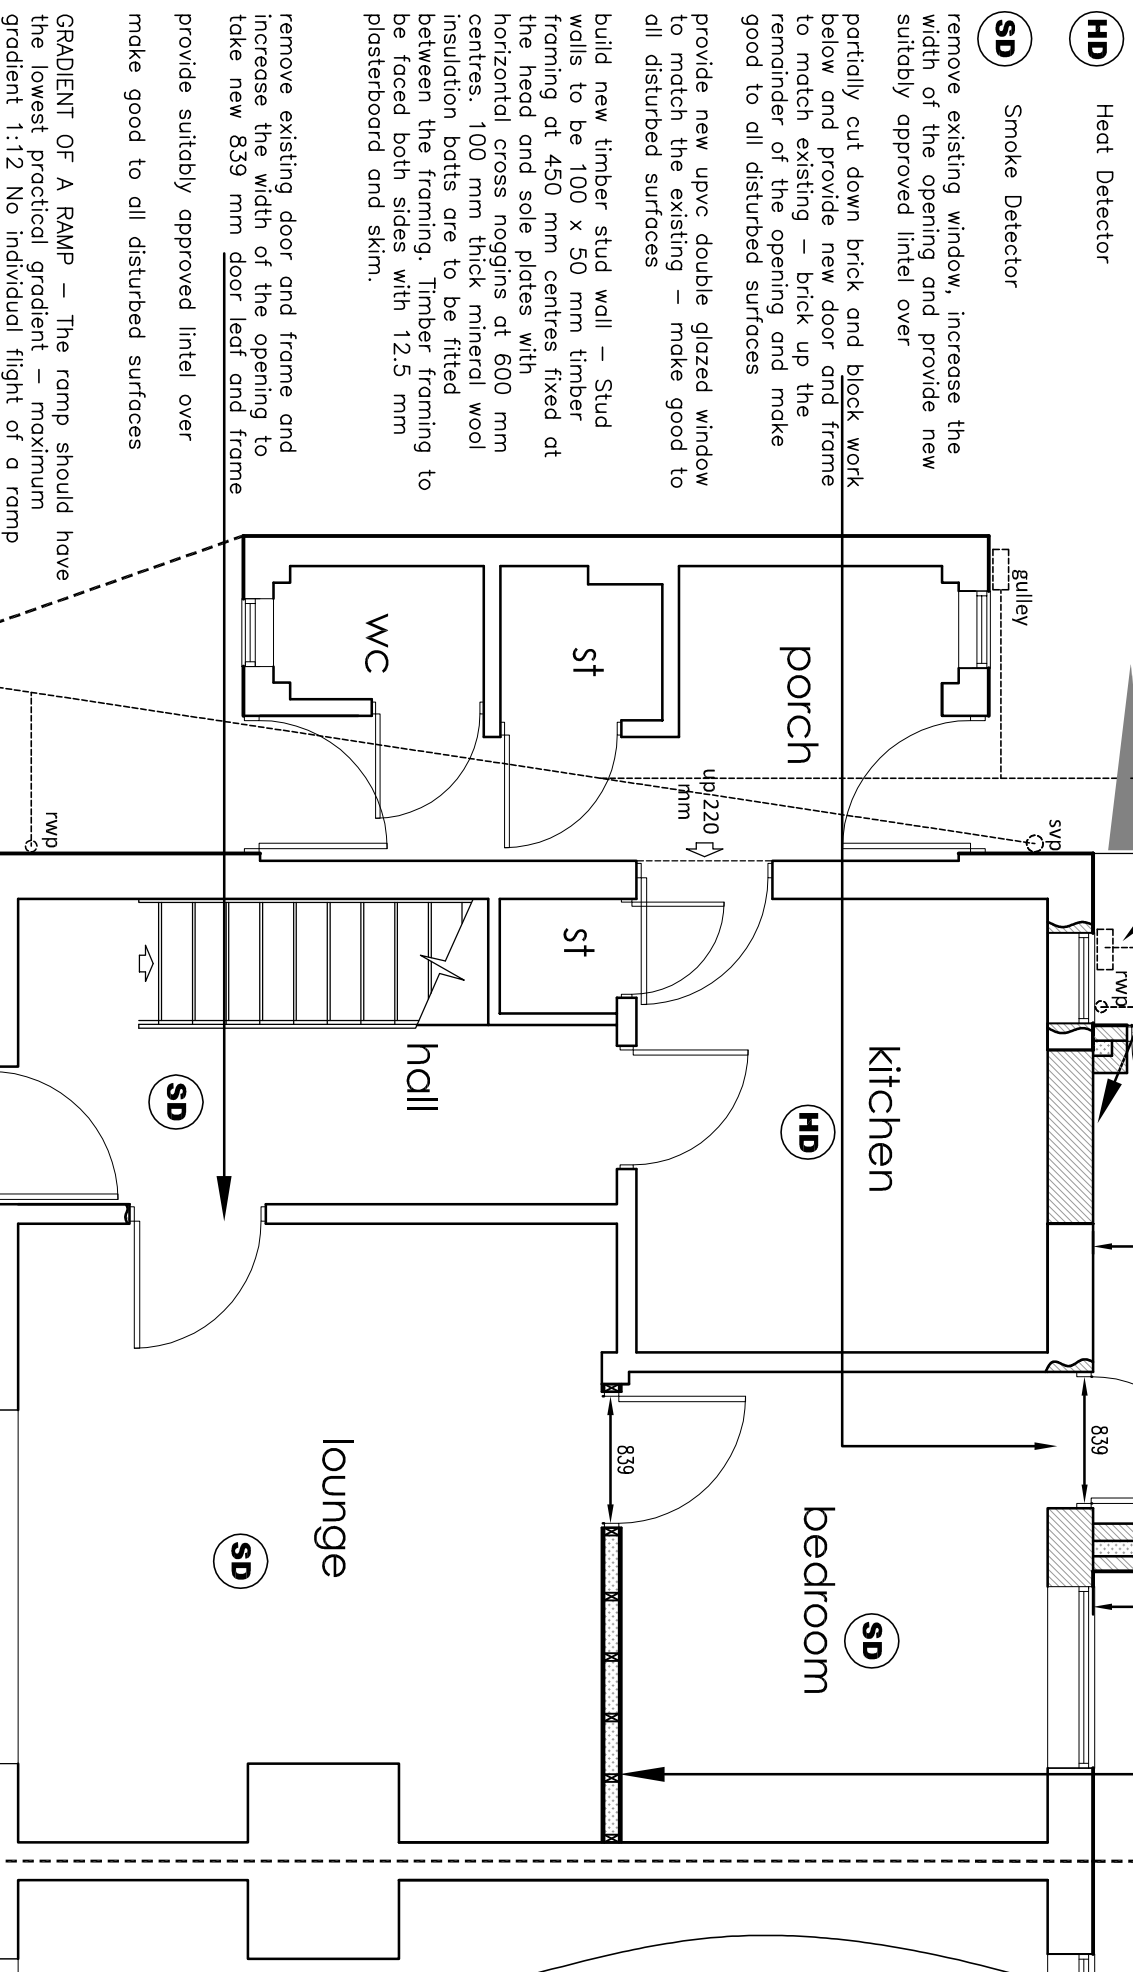 HD Heat Detector
SD Smoke Detector
remove existing window, increase the
width of the opening and provide new
suitably approved lintel over
partially cut down brick and block work
below and provide new door and frame
to match existing – brick up the
remainder of the opening and make
good to all disturbed surfaces
provide new upvc double glazed window
to match the existing – make good to
all disturbed surfaces
build new timber stud wall – Stud
walls to be 100 x 50 mm timber
framing at 450 mm centres fixed at
the head and sole plates with
horizontal cross noggins at 600 mm
centres. 100 mm thick mineral wool
insulation batts are to be fitted
between the framing. Timber framing to
be faced both sides with 12.5 mm
plasterboard and skim.
remove existing door and frame and
increase the width of the opening to
take new 839 mm door leaf and frame
provide suitably approved lintel over
make good to all disturbed surfaces
GRADIENT OF A RAMP – The ramp should have
the lowest practical gradient – maximum
gradient 1:12 No individual flight of a ramp
gulley
porch
st
wc
up 220
mm
svp
rwp
rwp
st
kitchen
HD
hall
SD
839
839
bedroom
SD
lounge
SD